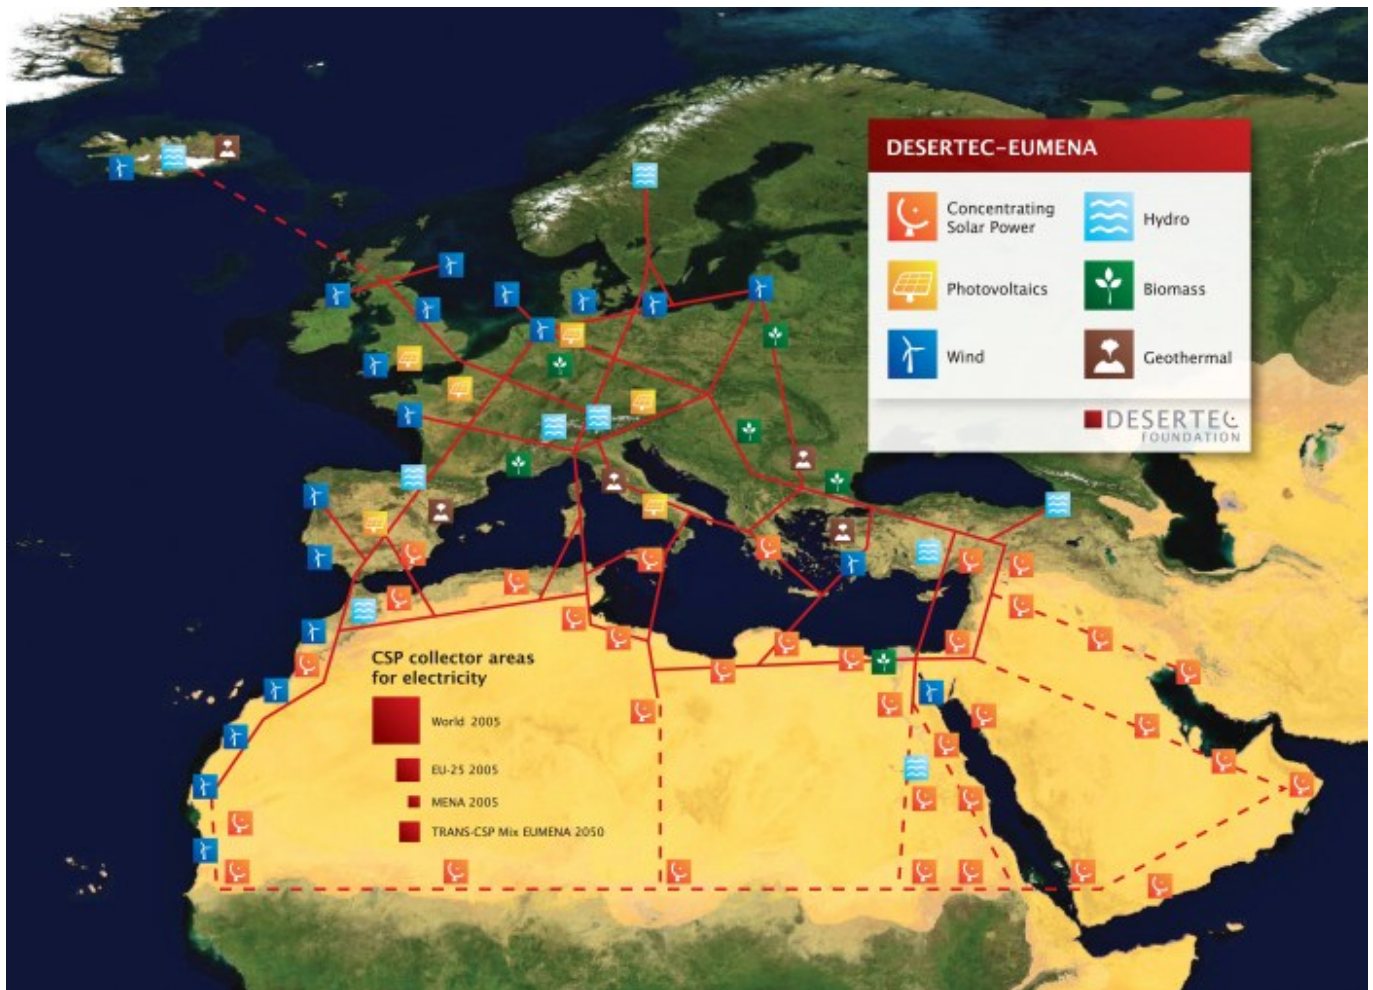 DESERTEC-EUMENA
Concentrating
Solar Power
Hydro
Photovoltaics
Biomass
Wind
Geothermal
DESERTEC
FOUNDATION
CSP collector areas
for electricity
World 2005
EU-25 2005
MENA 2005
TRANS-CSP Mix EUMENA 2050